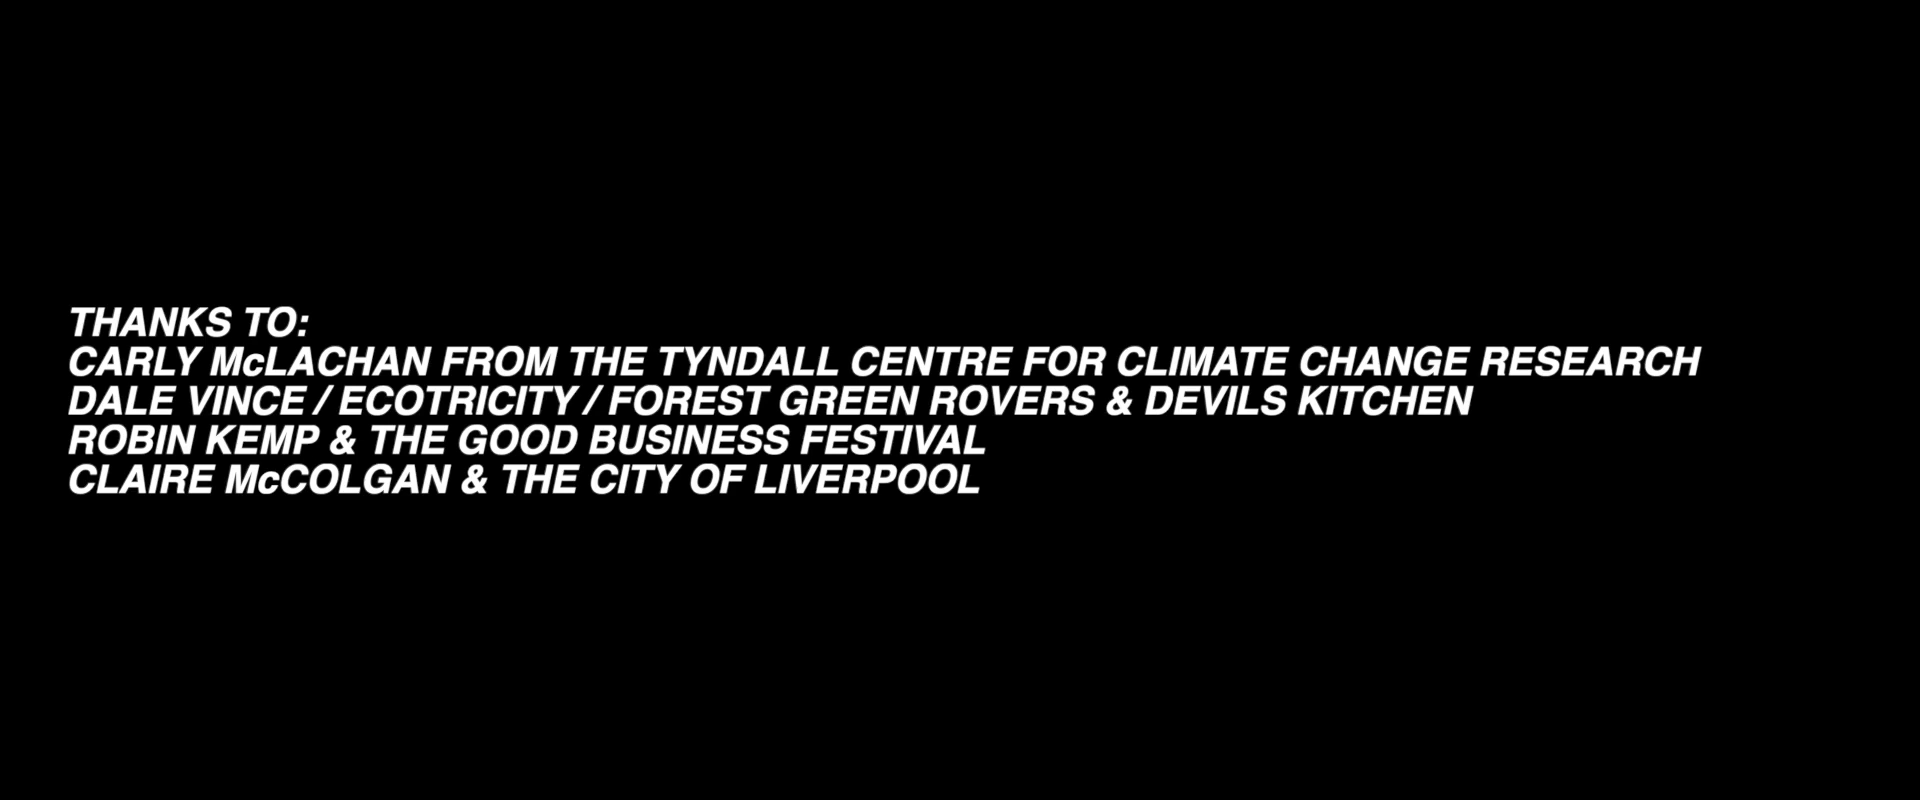 THANKS TO:
CARLY McLACHAN FROM THE TYNDALL CENTRE FOR CLIMATE CHANGE RESEARCH
DALE VINCE / ECOTRICITY / FOREST GREEN ROVERS & DEVILS KITCHEN
ROBIN KEMP & THE GOOD BUSINESS FESTIVAL
CLAIRE McCOLGAN & THE CITY OF LIVERPOOL